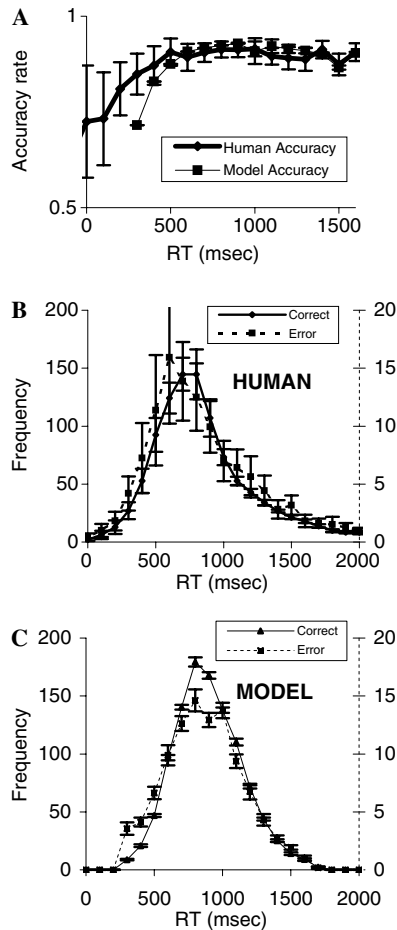 A
1
Accuracy rate
Human Accuracy
Model Accuracy
0.5
0 500 1000 1500
RT (msec)
B
200 20
Correct
Error
150 15
HUMAN
Frequency
100 10
50 5
0 0
0 500 1000 1500 2000
RT (msec)
C
200 20
Correct
Error
150 15
MODEL
Frequency
100 10
50 5
0 0
0 500 1000 1500 2000
RT (msec)